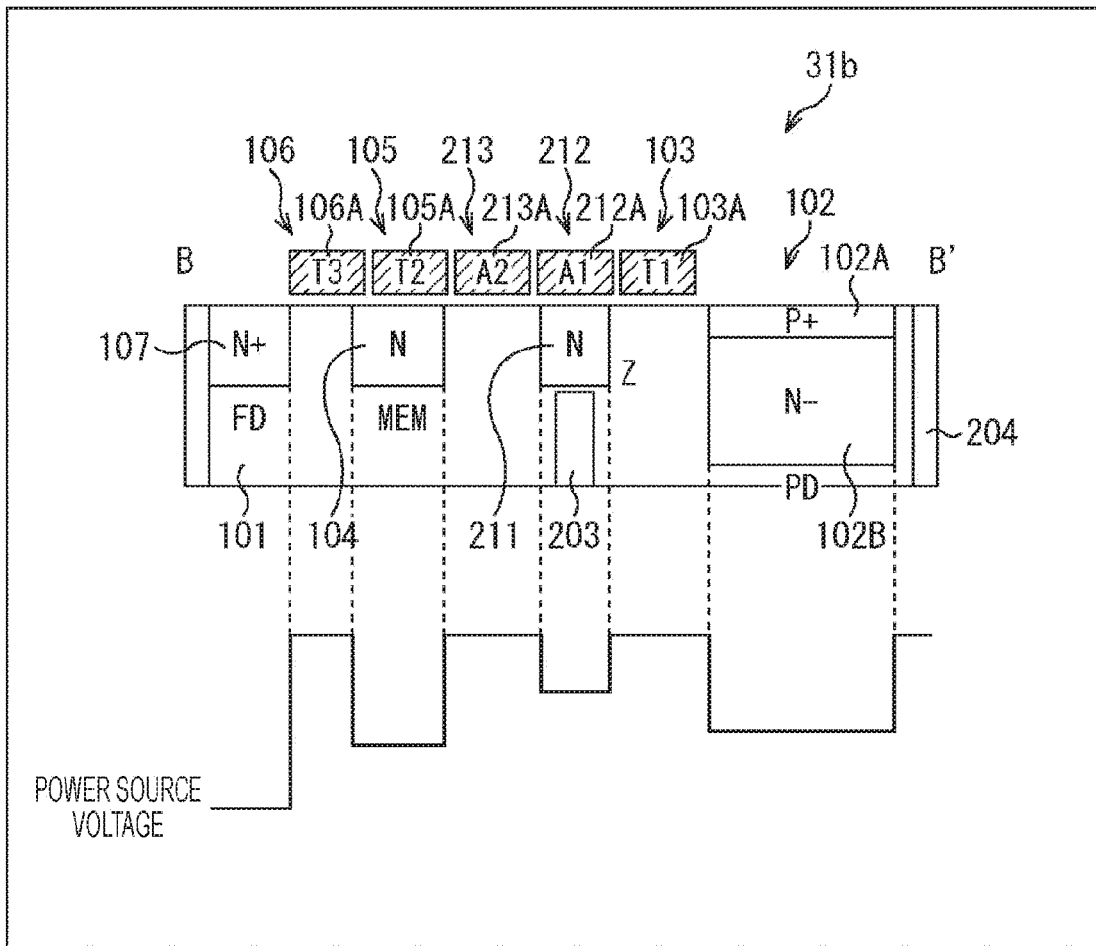 31b
106 105 213 212 103
106A 105A 213A 212A 103A 102
B 102A B'
T3 T2 A2 A1 T1
P+
107 N+ N N Z
N-
FD MEM 204
PD
101 104 211 203 102B
POWER SOURCE
VOLTAGE